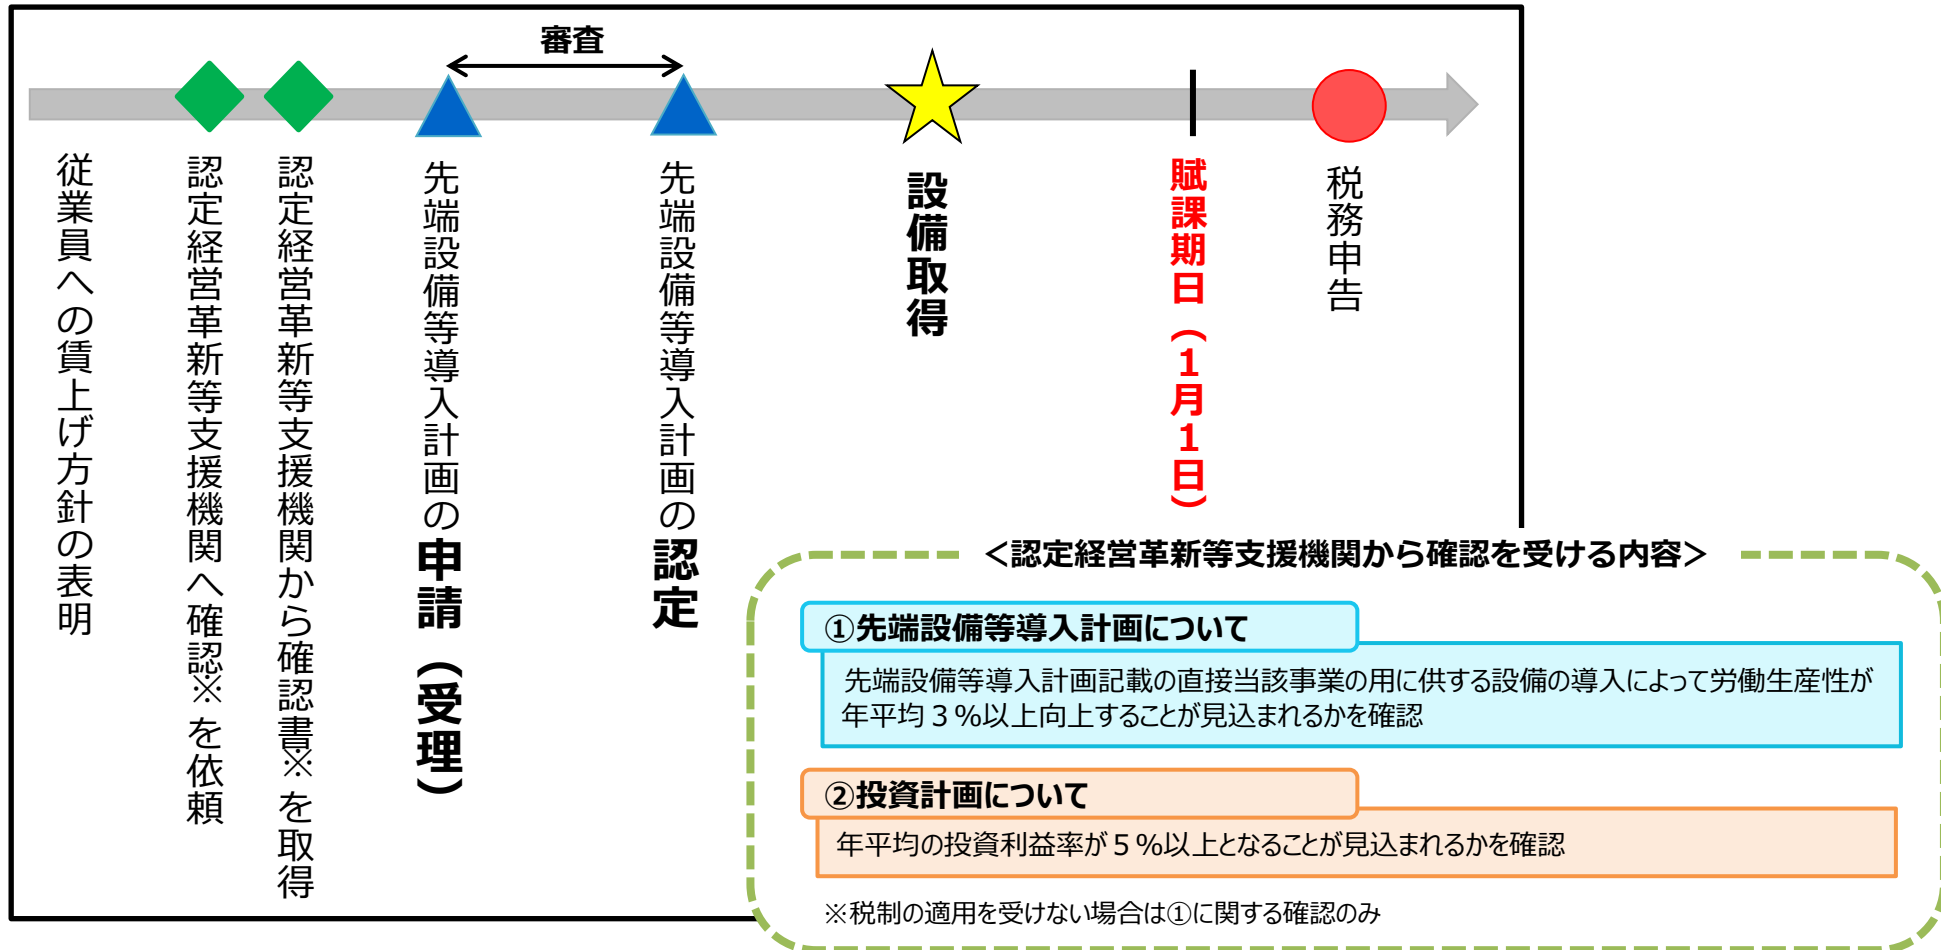 審査
従業員への賃上げ方針の表明
認定経営革新等支援機関へ確認※を依頼
認定経営革新等支援機関から確認書※を取得
先端設備等導入計画の申請（受理）
先端設備等導入計画の認定
設備取得
賦課期日（１月１日）
税務申告
＜認定経営革新等支援機関から確認を受ける内容＞
①先端設備等導入計画について
先端設備等導入計画記載の直接当該事業の用に供する設備の導入によって労働生産性が
年平均３％以上向上することが見込まれるかを確認
②投資計画について
年平均の投資利益率が５％以上となることが見込まれるかを確認
※税制の適用を受けない場合は①に関する確認のみ